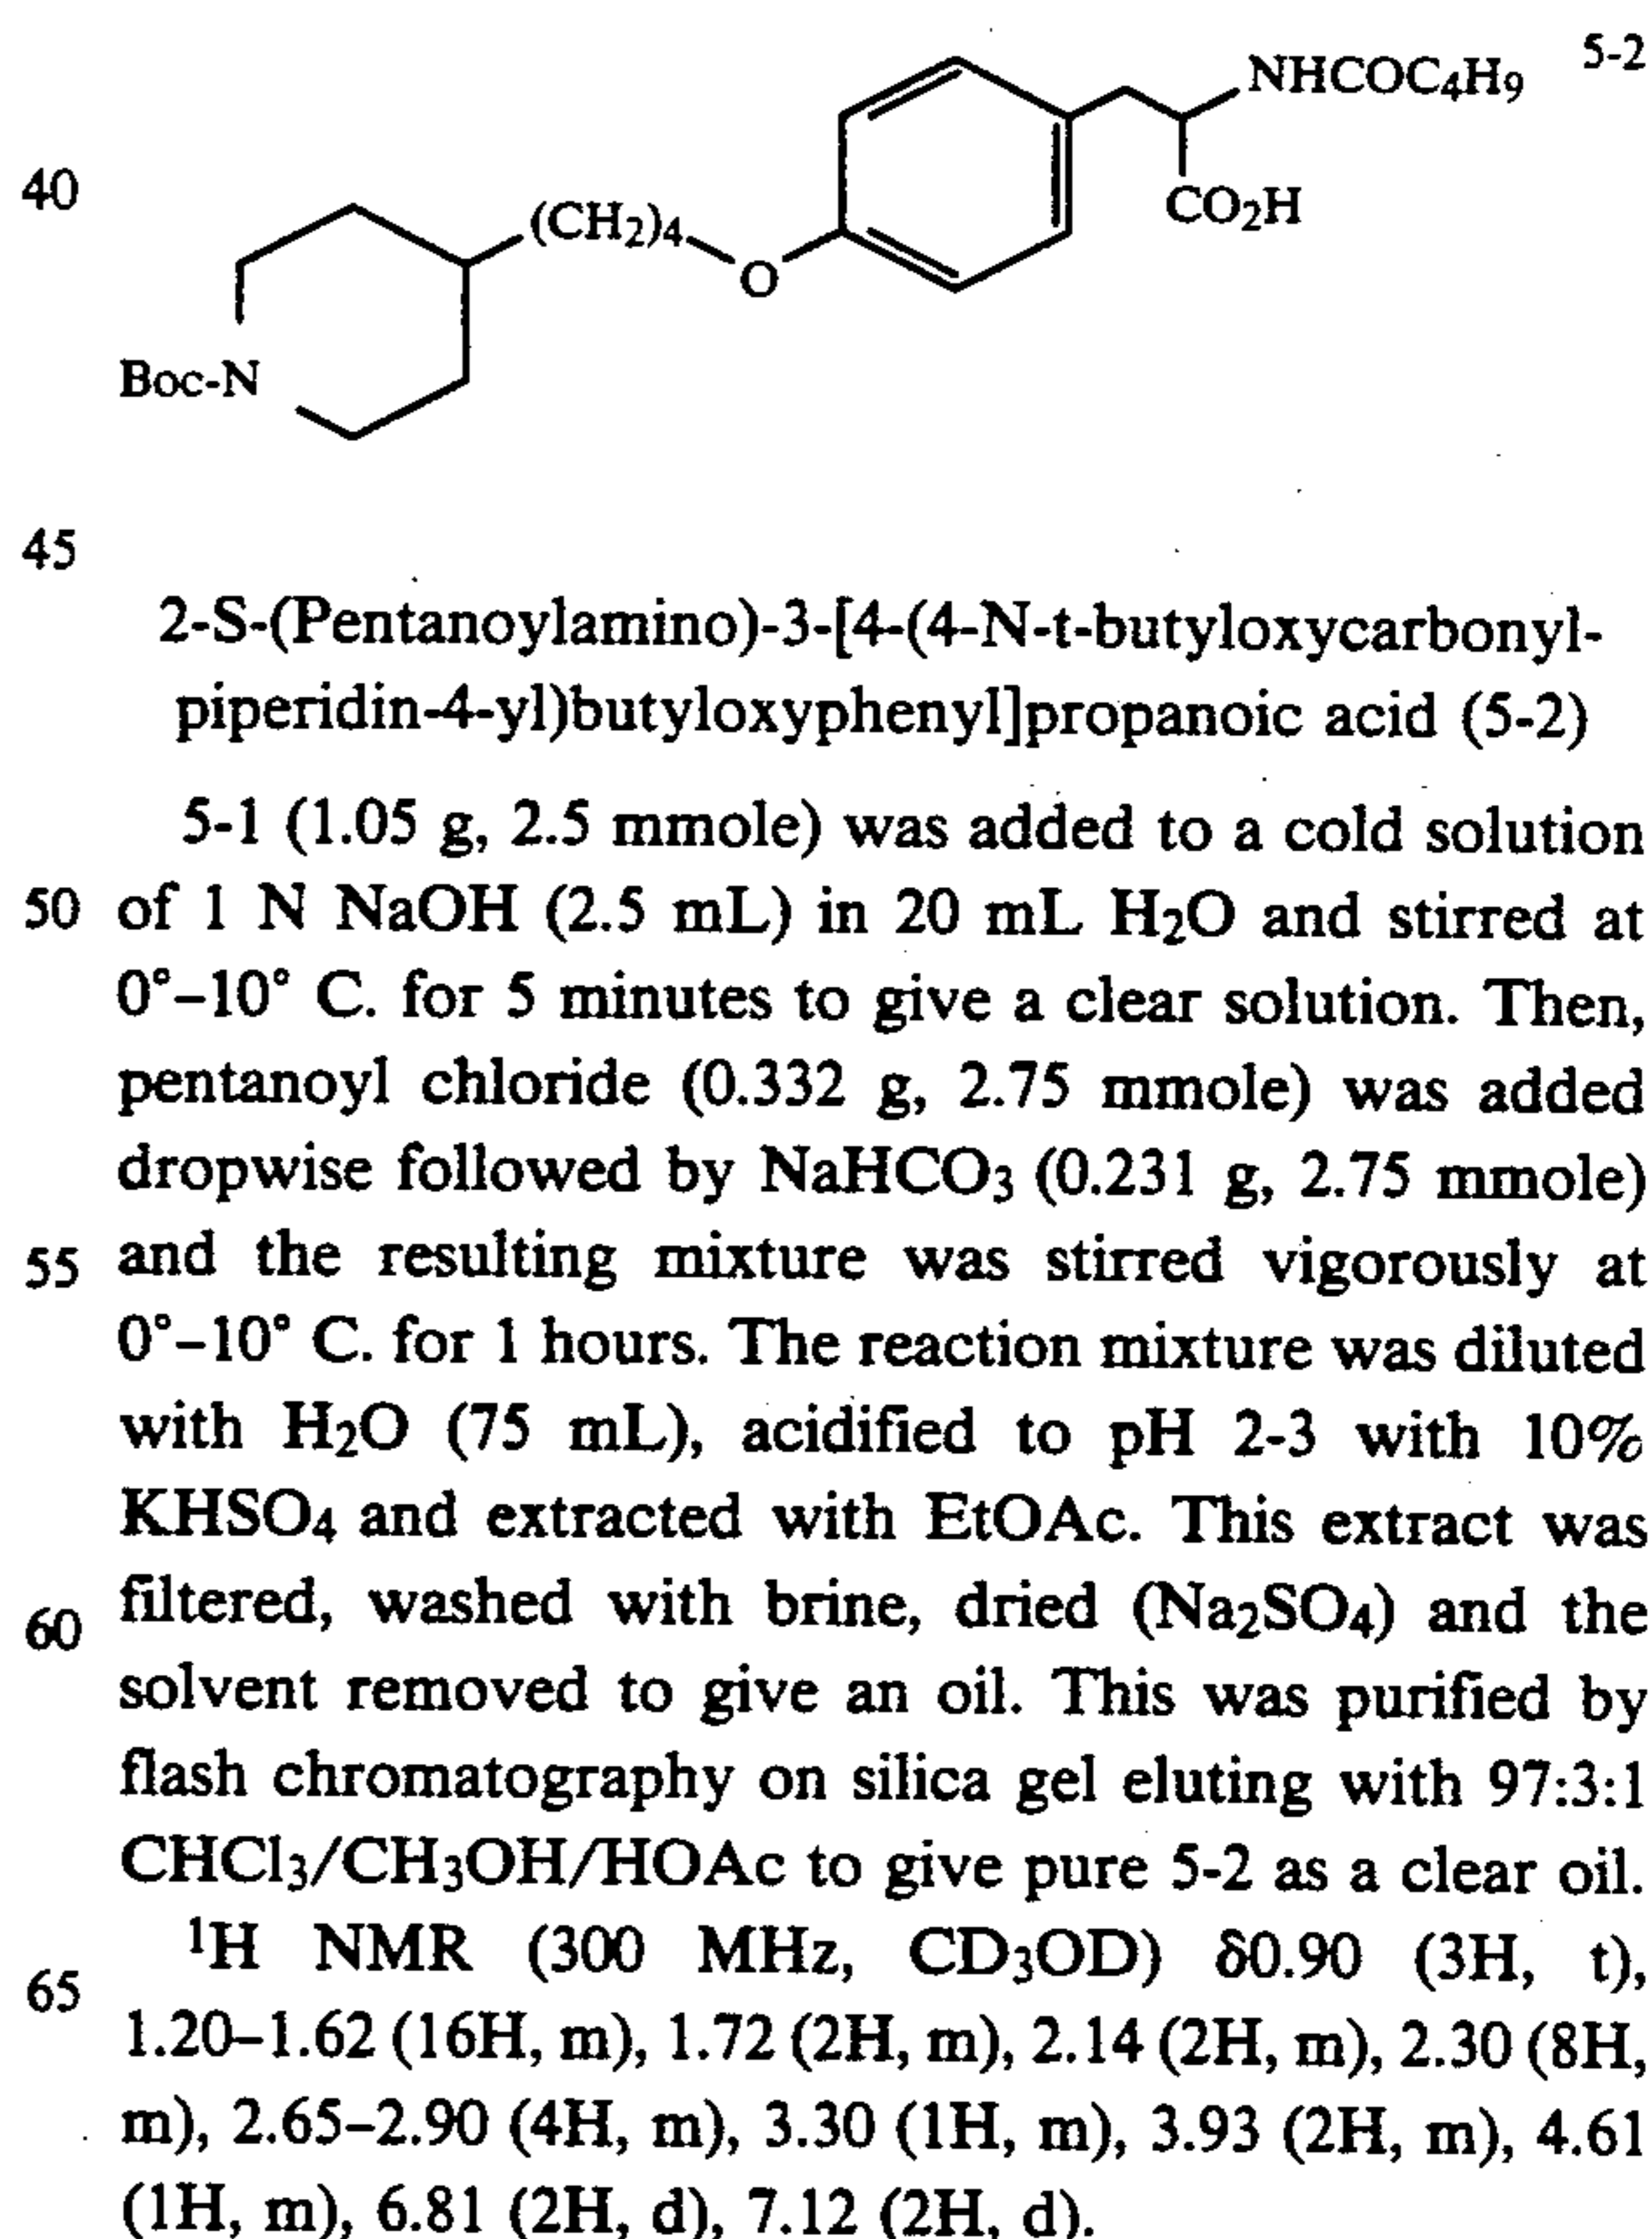 5-2
NHCOC4H9
40
CO2H
(CH2)4
O
Boc-N
45
2-S-(Pentanoylamino)-3-[4-(4-N-t-butyloxycarbonyl-
piperidin-4-yl)butyloxyphenyl]propanoic acid (5-2)
5-1 (1.05 g, 2.5 mmole) was added to a cold solution
50 of 1 N NaOH (2.5 mL) in 20 mL H2O and stirred at
0°–10° C. for 5 minutes to give a clear solution. Then,
pentanoyl chloride (0.332 g, 2.75 mmole) was added
dropwise followed by NaHCO3 (0.231 g, 2.75 mmole)
55 and the resulting mixture was stirred vigorously at
0°–10° C. for 1 hours. The reaction mixture was diluted
with H2O (75 mL), acidified to pH 2-3 with 10%
KHSO4 and extracted with EtOAc. This extract was
60 filtered, washed with brine, dried (Na2SO4) and the
solvent removed to give an oil. This was purified by
flash chromatography on silica gel eluting with 97:3:1
CHCl3/CH3OH/HOAc to give pure 5-2 as a clear oil.
65 1H NMR (300 MHz, CD3OD) δ0.90 (3H, t),
1.20–1.62 (16H, m), 1.72 (2H, m), 2.14 (2H, m), 2.30 (8H,
m), 2.65–2.90 (4H, m), 3.30 (1H, m), 3.93 (2H, m), 4.61
(1H, m), 6.81 (2H, d), 7.12 (2H, d).